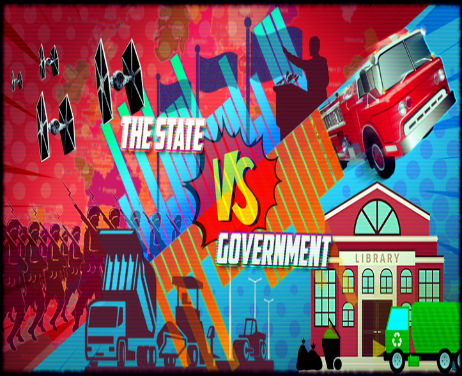 THE STATE
VS
GOVERNMENT
LIBRARY